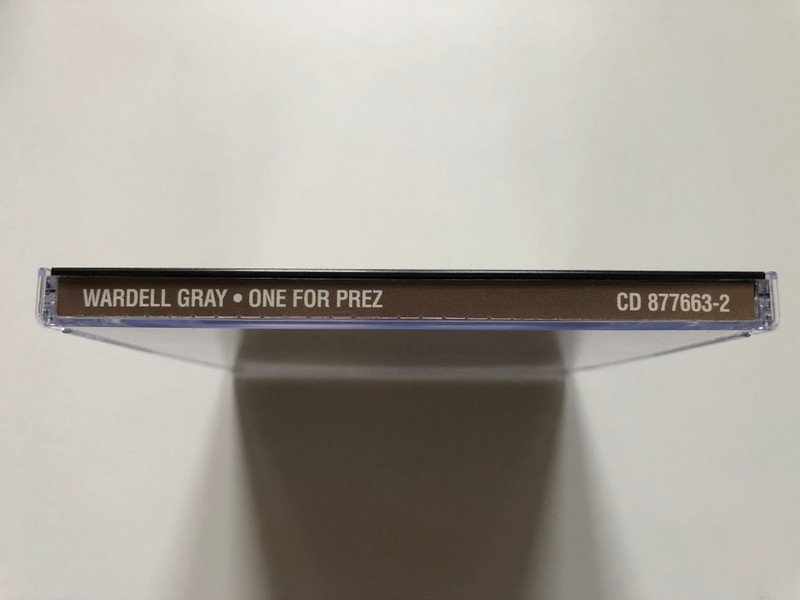 WARDELL GRAY • ONE FOR PREZ CD 877663-2